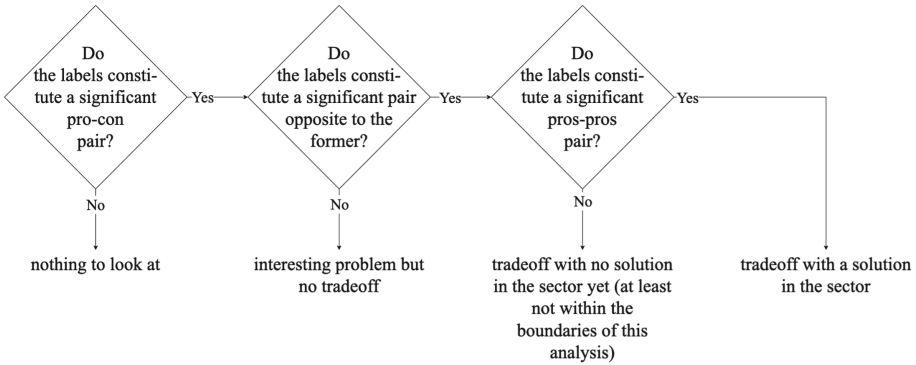 Do
the labels consti-
tute a significant
pro-con
pair?
Yes
Do
the labels consti-
tute a significant pair
opposite to the
former?
Yes
Do
the labels consti-
tute a significant
pros-pros
pair?
Yes
No
No
No
nothing to look at
interesting problem but
no tradeoff
tradeoff with no solution
in the sector yet (at least
not within the
boundaries of this
analysis)
tradeoff with a solution
in the sector